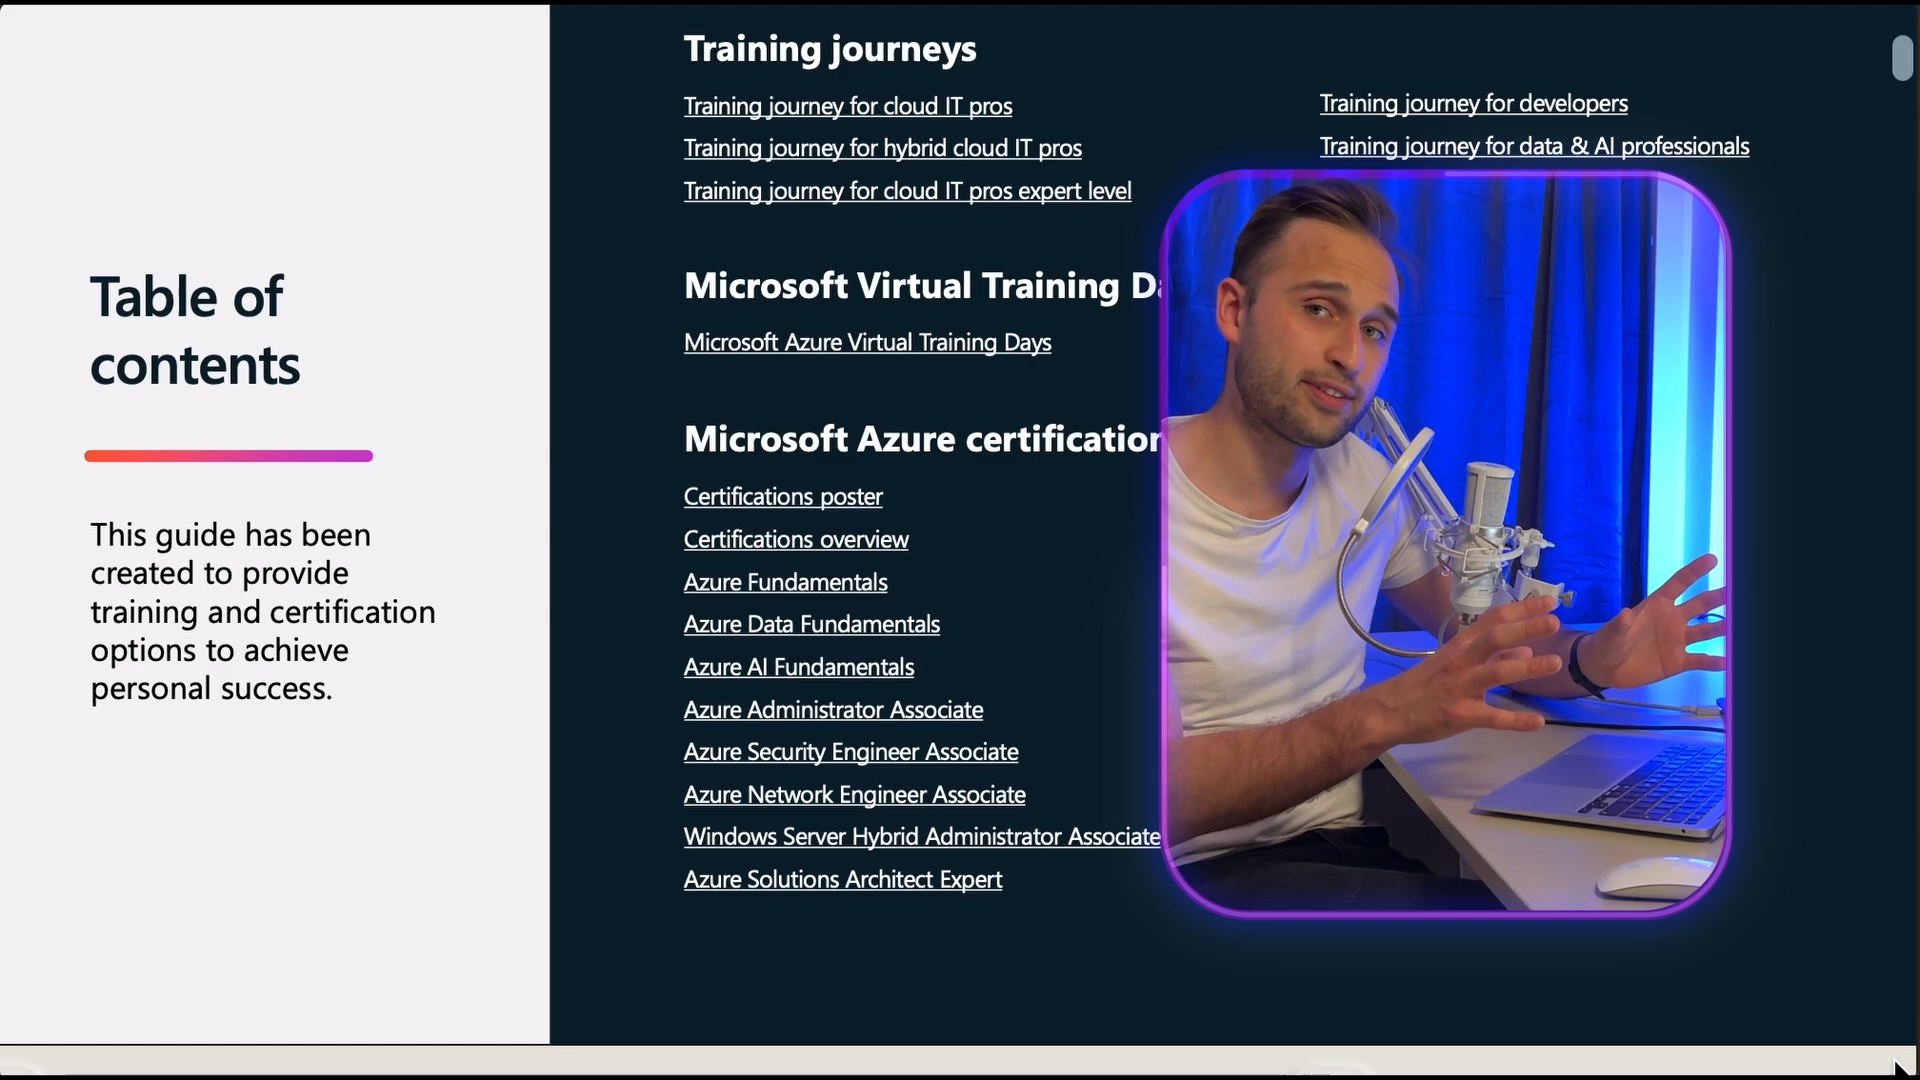 Table of
contents
This guide has been
created to provide
training and certification
options to achieve
personal success.
Training journeys
Training journey for cloud IT pros
Training journey for hybrid cloud IT pros
Training journey for cloud IT pros expert level
Training journey for developers
Training journey for data & AI professionals
Microsoft Virtual Training
Microsoft Azure Virtual Training Days
Microsoft Azure certification
Certifications poster
Certifications overview
Azure Fundamentals
Azure Data Fundamentals
Azure AI Fundamentals
Azure Administrator Associate
Azure Security Engineer Associate
Azure Network Engineer Associate
Windows Server Hybrid Administrator Associate
Azure Solutions Architect Expert